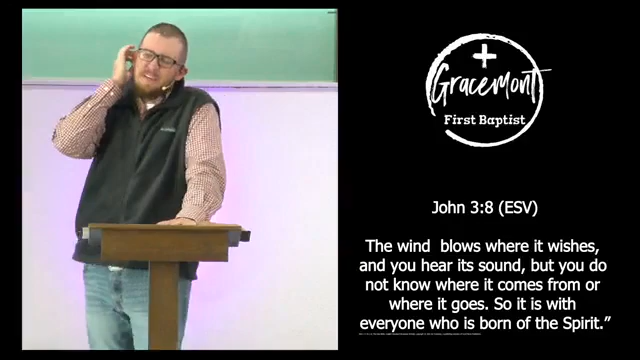 Gracemont
First Baptist
John 3:8 (ESV)
The wind  blows where it wishes,
and you hear its sound, but you do
not know where it comes from or
where it goes. So it is with
everyone who is born of the Spirit.”